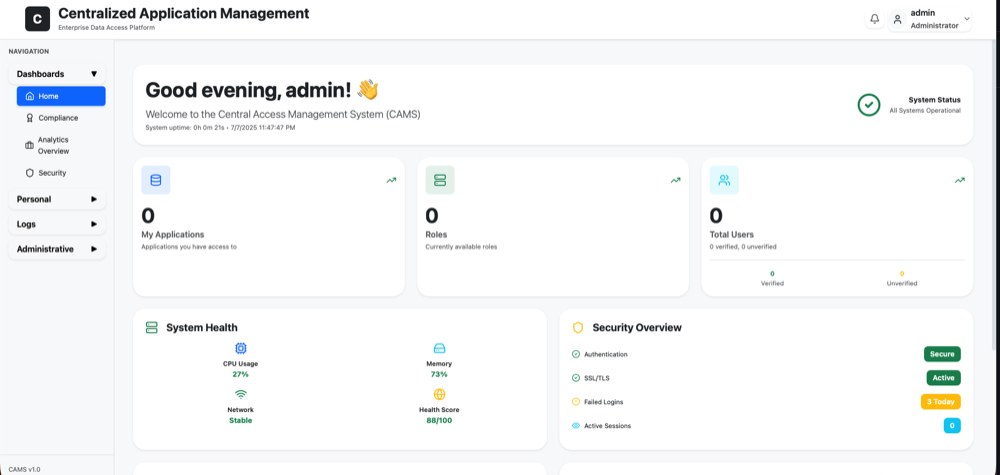 C
Centralized Application Management
Enterprise Data Access Platform
admin
Administrator
NAVIGATION
Dashboards
Home
Compliance
Analytics
Overview
Security
Personal
Logs
Administrative
CAMS v1.0
Good evening, admin! 👋
Welcome to the Central Access Management System (CAMS)
System uptime: 0h 0m 21s • 7/7/2025 11:47:47 PM
System Status
All Systems Operational
0
My Applications
Applications you have access to
0
Roles
Currently available roles
0
Total Users
0 verified, 0 unverified
0
Verified
0
Unverified
System Health
CPU Usage
27%
Memory
73%
Network
Stable
Health Score
88/100
Security Overview
Authentication
Secure
SSL/TLS
Active
Failed Logins
3 Today
Active Sessions
0